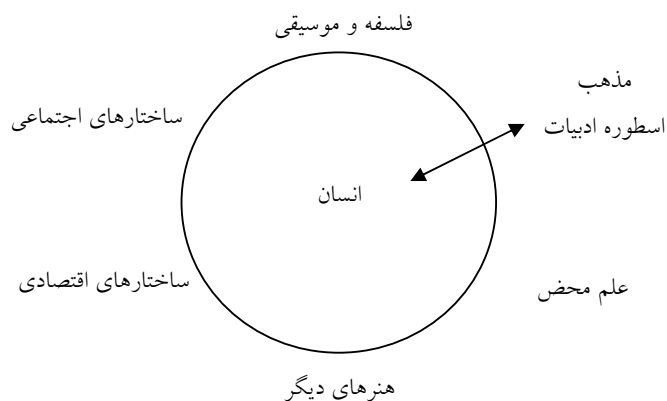 فلسفه و موسیقی
مذهب
ساختارهای اجتماعی
اسطوره ادبیات
انسان
ساختارهای اقتصادی
علم محض
هنرهای دیگر